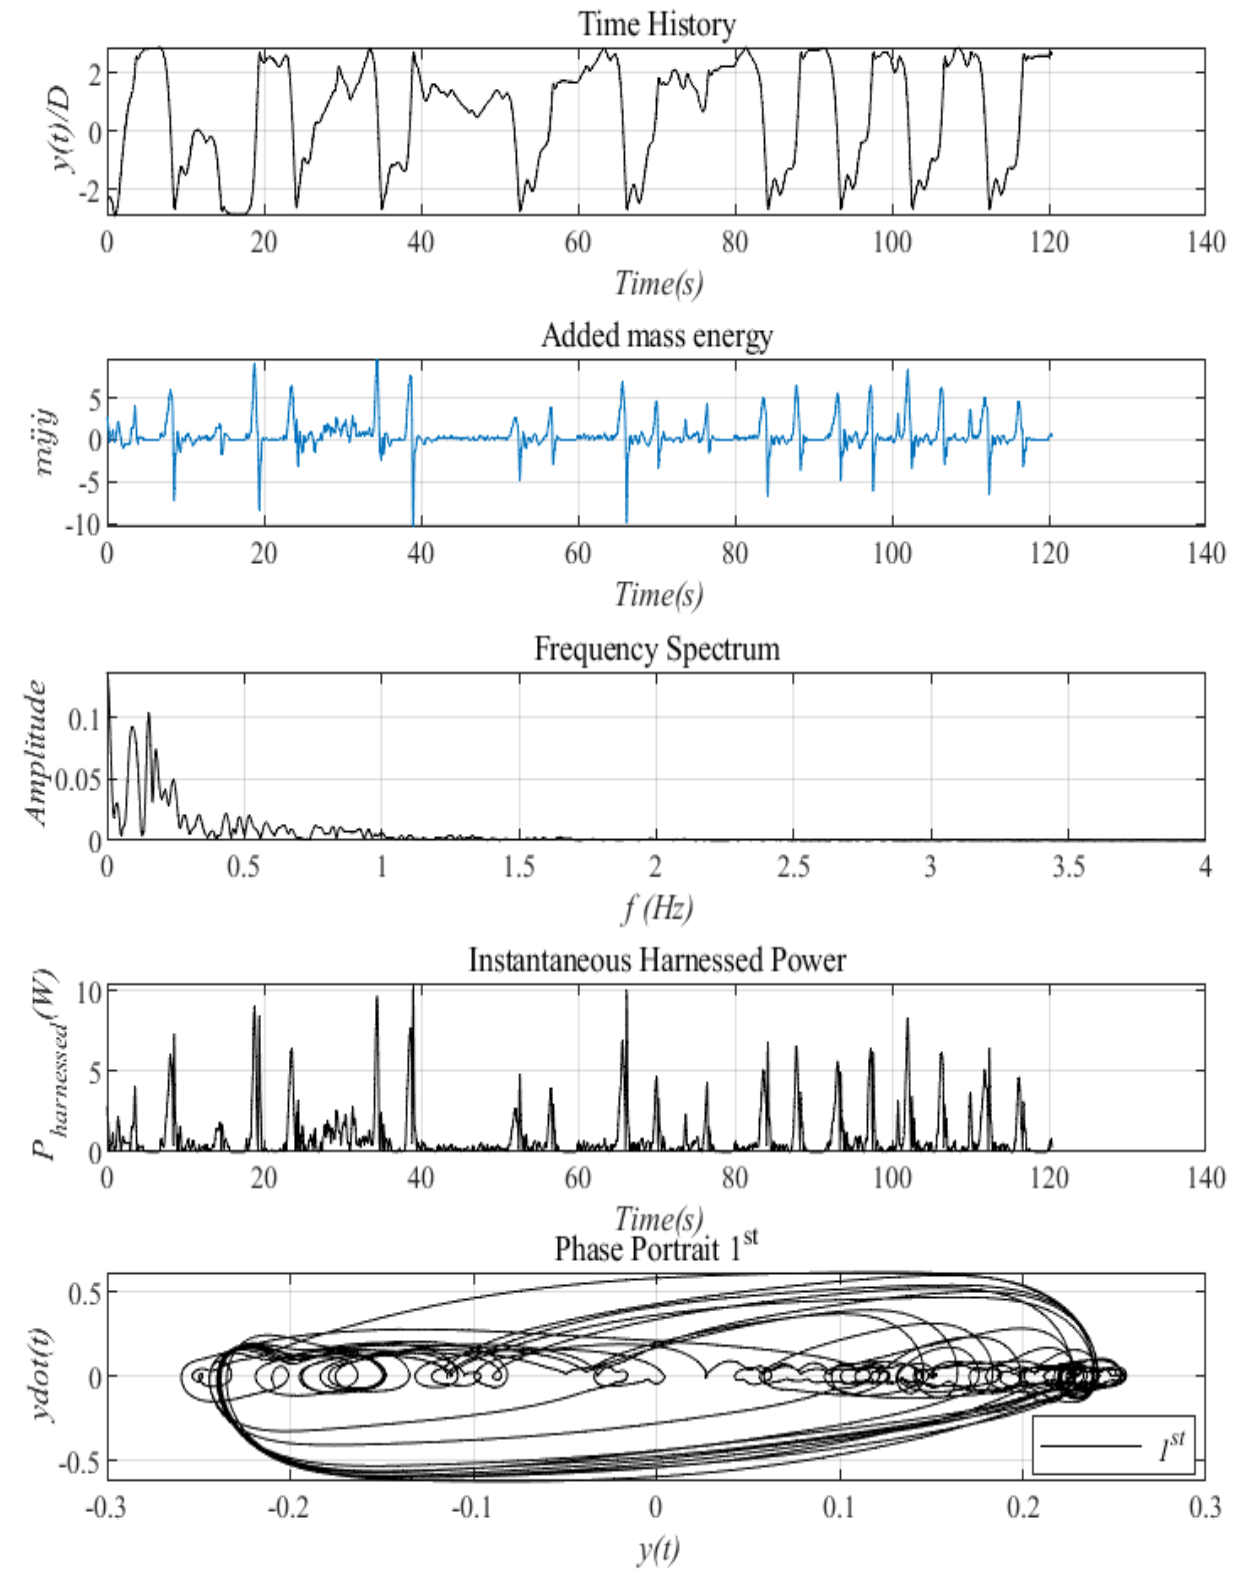 Time History
y(t)/D
2
0
-2
0 20 40 60 80 100 120 140
Time(s)
Added mass energy
mÿẏ
5
0
-5
-10
0 20 40 60 80 100 120 140
Time(s)
Frequency Spectrum
Amplitude
0.1
0.05
0
0 0.5 1 1.5 2 2.5 3 3.5 4
f (Hz)
Instantaneous Harnessed Power
P harnessed(W)
10
5
0
0 20 40 60 80 100 120 140
Time(s)
Phase Portrait 1st
ydot(t)
0.5
0
-0.5
1st
-0.3 -0.2 -0.1 0 0.1 0.2 0.3
y(t)